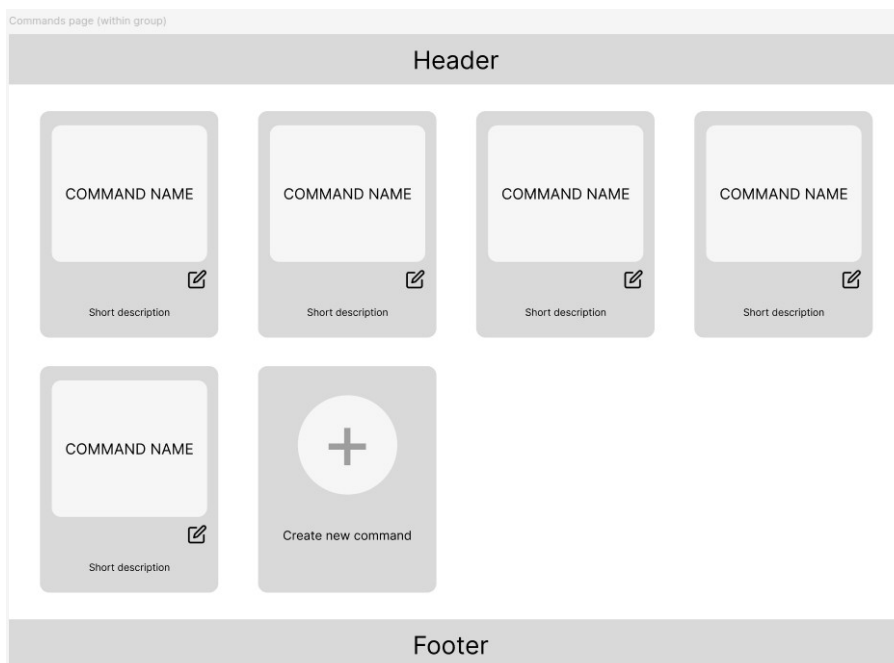 Commands page (within group)
Header
COMMAND NAME
COMMAND NAME
COMMAND NAME
COMMAND NAME
Short description
Short description
Short description
Short description
COMMAND NAME
Short description
Create new command
Footer